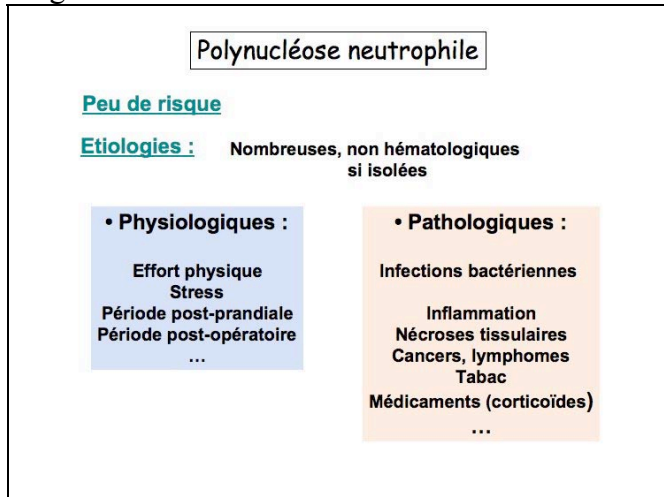 Polynucléose neutrophile
Peu de risque
Etiologies : Nombreuses, non hématologiques
si isolées
• Physiologiques :
Effort physique
Stress
Période post-prandiale
Période post-opératoire
...
• Pathologiques :
Infections bactériennes
Inflammation
Nécroses tissulaires
Cancers, lymphomes
Tabac
Médicaments (corticoïdes)
...